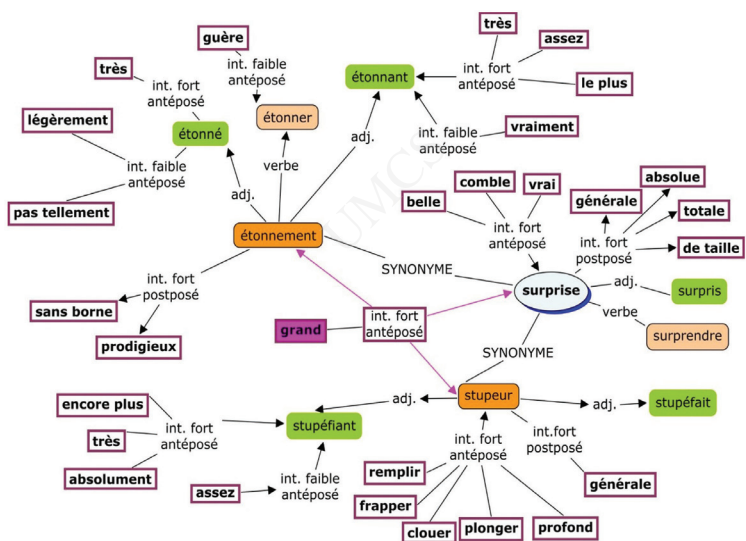 guère
très
très
assez
int. fort
antéposé
int. faible
antéposé
étonnant
int. fort
antéposé
le plus
légèrement
étonner
étonné
int. faible
antéposé
vraiment
adj.
int. faible
antéposé
verbe
comble
vrai
absolue
pas tellement
adj.
belle
générale
totale
int. fort
antéposé
int. fort
postposé
étonnement
de taille
SYNONYME
int. fort
postposé
surprise
adj.
surpris
sans borne
verbe
grand
int. fort
antéposé
surprendre
prodigieux
SYNONYME
encore plus
adj.
stupeur
adj.
stupéfait
int. fort
antéposé
stupéfiant
très
int. fort
antéposé
int.fort
postposé
absolument
remplir
int. faible
antéposé
assez
générale
frapper
clouer
plonger
profond
UMCS